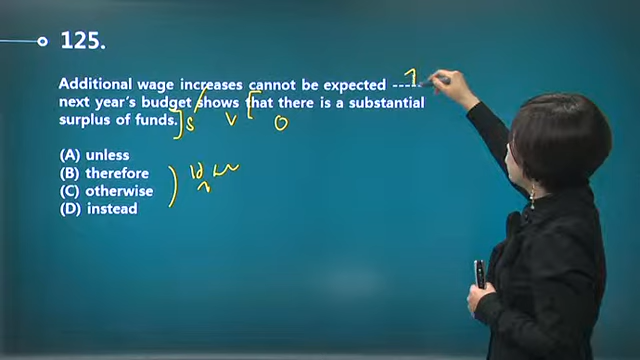 125.
Additional wage increases cannot be expected -----
next year's budget shows that there is a substantial
surplus of funds.
S V O
(A) unless
(B) therefore
(C) otherwise
(D) instead